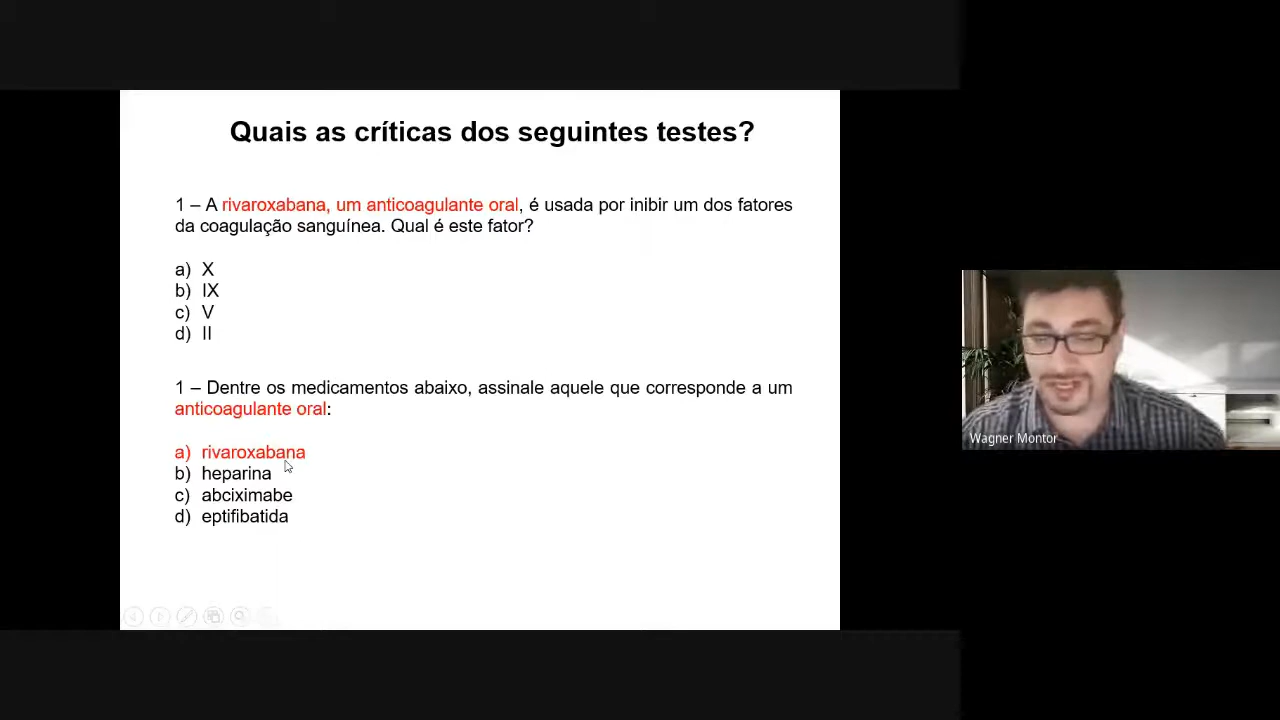 Quais as críticas dos seguintes testes?
1 – A rivaroxabana, um anticoagulante oral, é usada por inibir um dos fatores
da coagulação sanguínea. Qual é este fator?
a) X
b) IX
c) V
d) II
1 – Dentre os medicamentos abaixo, assinale aquele que corresponde a um
anticoagulante oral:
a) rivaroxabana
b) heparina
c) abciximabe
d) eptifibatida
Wagner Montor